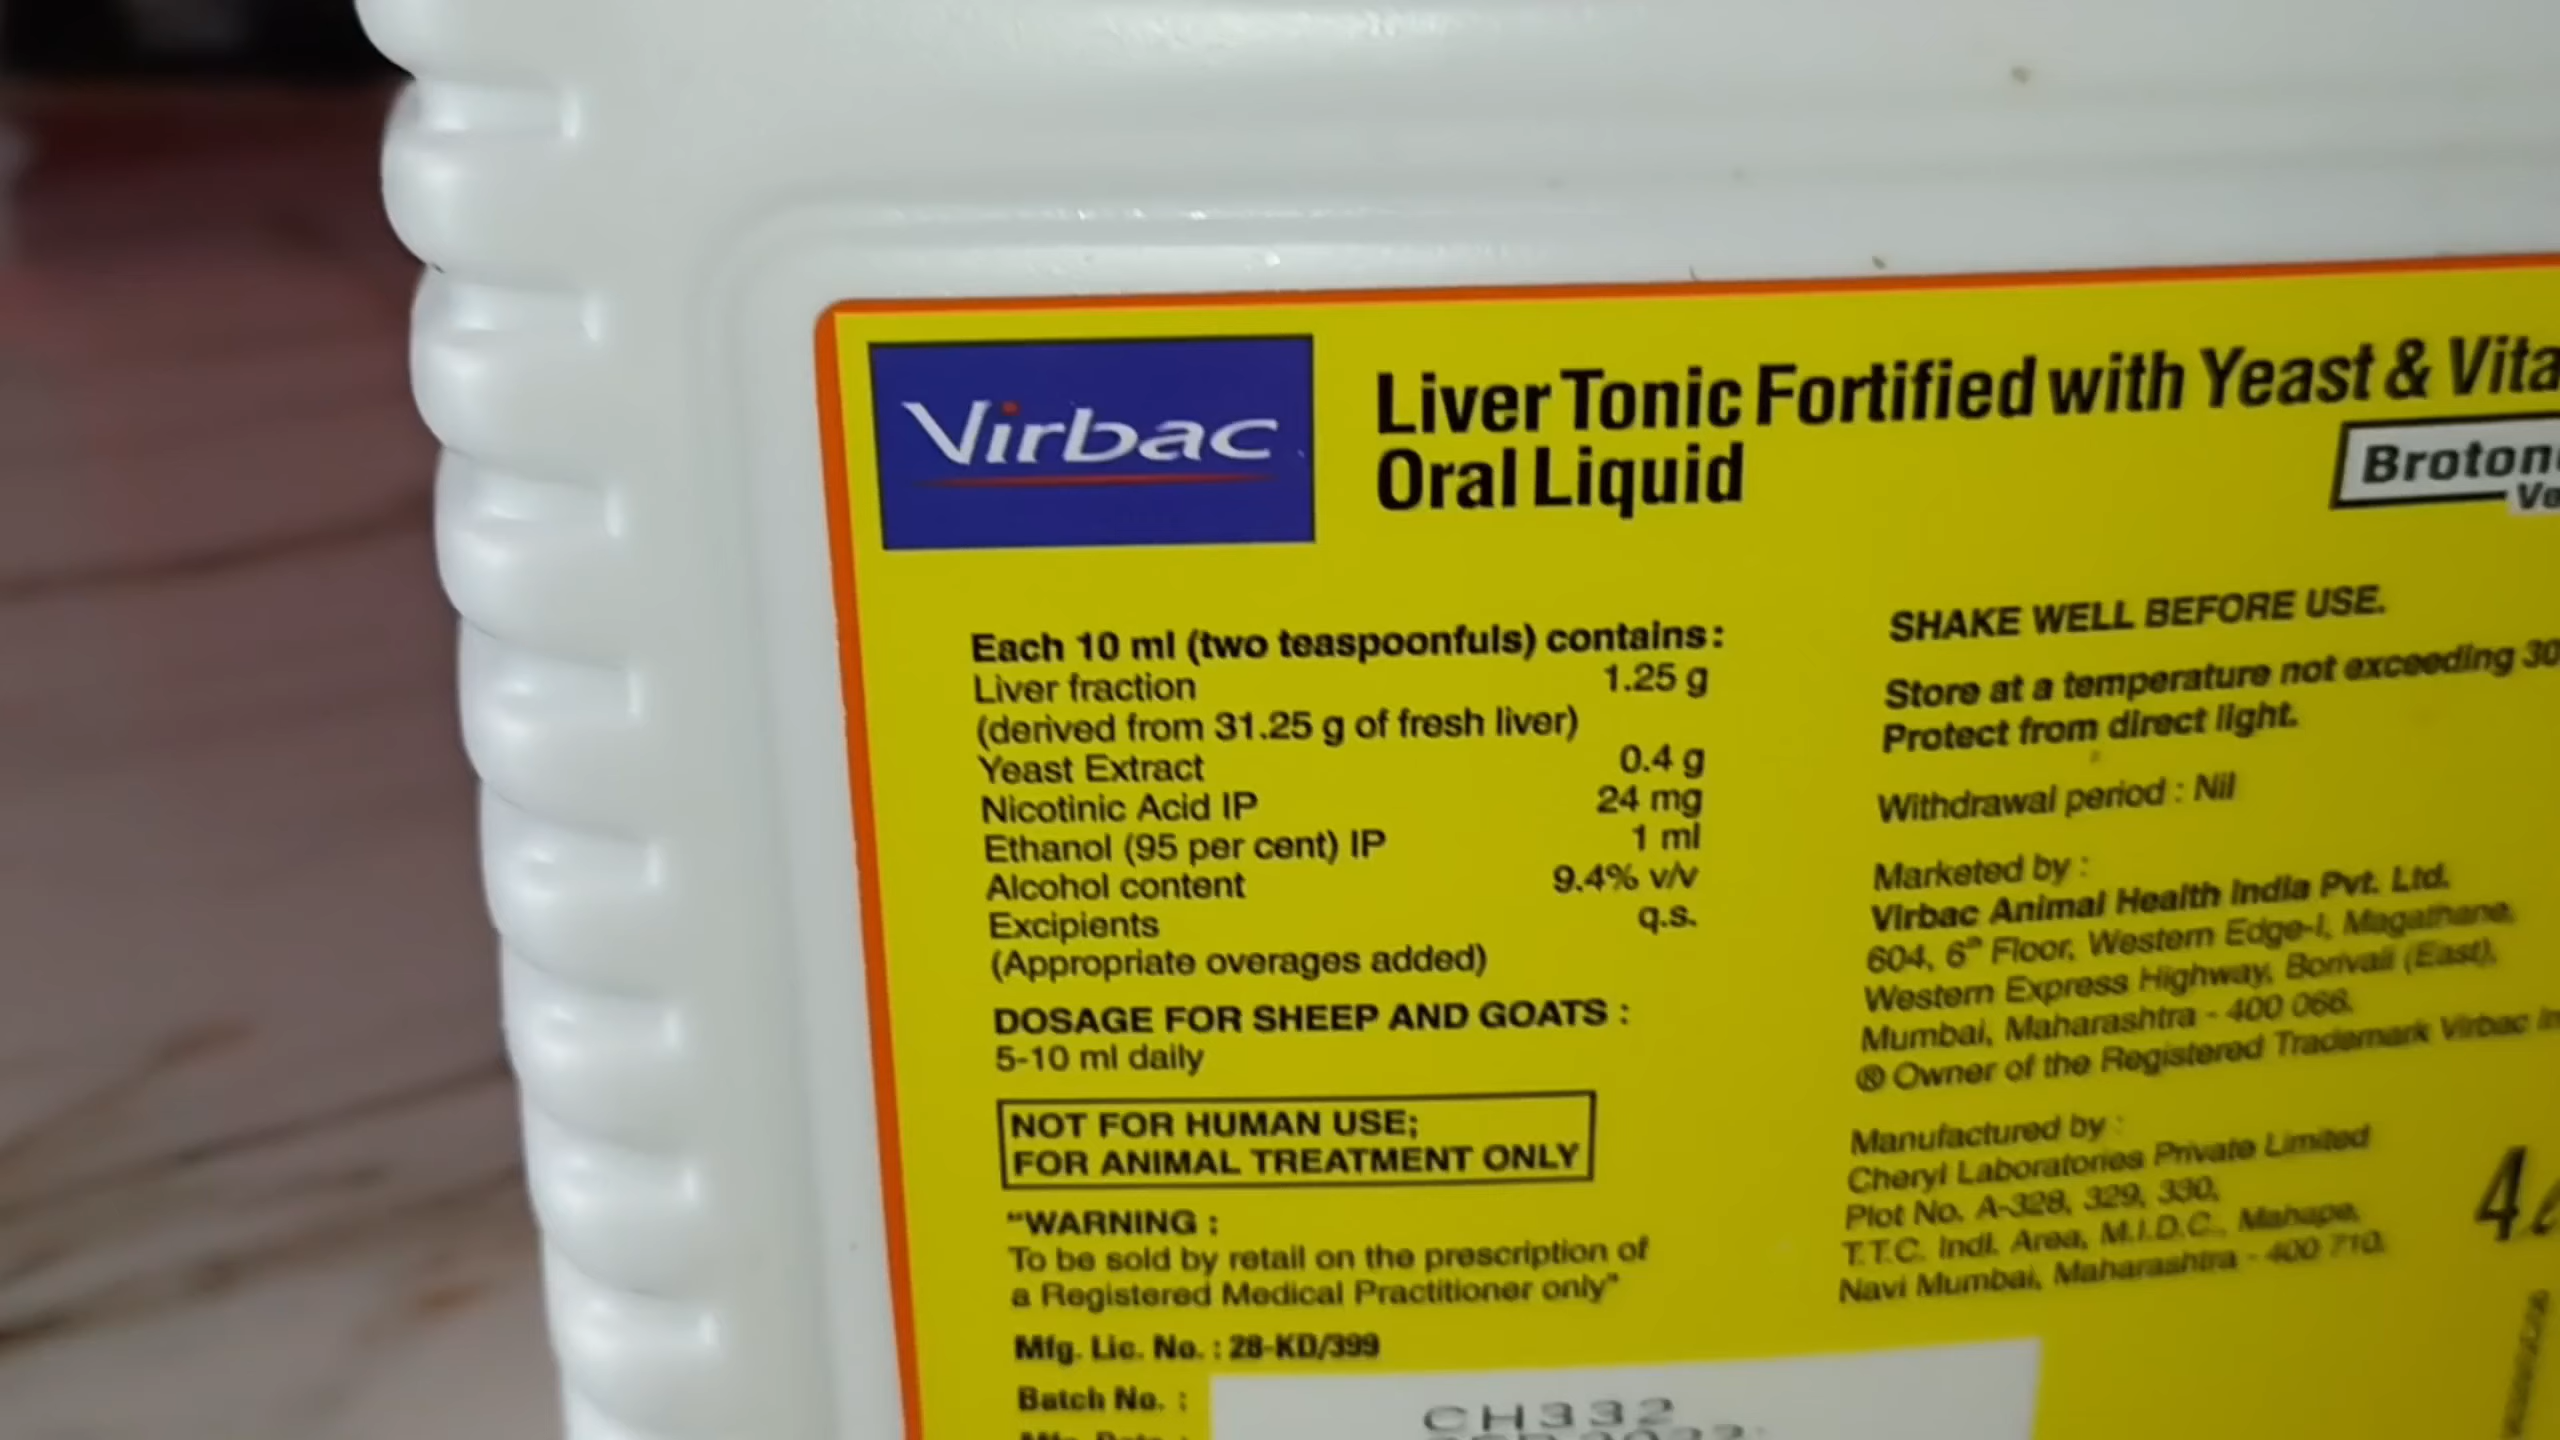 Virbac
Liver Tonic Fortified with Yeast & Vita
Oral Liquid
Broton
Ve
Each 10 ml (two teaspoonfuls) contains:
Liver fraction 1.25 g
(derived from 31.25 g of fresh liver)
Yeast Extract 0.4 g
Nicotinic Acid IP 24 mg
Ethanol (95 per cent) IP 1 ml
Alcohol content 9.4% v/v
Excipients q.s.
(Appropriate overages added)
DOSAGE FOR SHEEP AND GOATS :
5-10 ml daily
NOT FOR HUMAN USE;
FOR ANIMAL TREATMENT ONLY
"WARNING :
To be sold by retail on the prescription of
a Registered Medical Practitioner only"
Mfg. Lic. No. : 28-KD/399
Batch No. : CH332
SHAKE WELL BEFORE USE.
Store at a temperature not exceeding 30
Protect from direct light.
Withdrawal period : Nil
Marketed by :
Virbac Animal Health India Pvt. Ltd.
604, 6th Floor, Western Edge-I, Magathane,
Western Express Highway, Borivali (East),
Mumbai, Maharashtra - 400 066.
® Owner of the Registered Trademark Virbac
Manufactured by :
Cheryl Laboratories Private Limited
Plot No. A-328, 329, 330,
T.T.C. Indl. Area, M.I.D.C., Mahape,
Navi Mumbai, Maharashtra - 400 710.
4